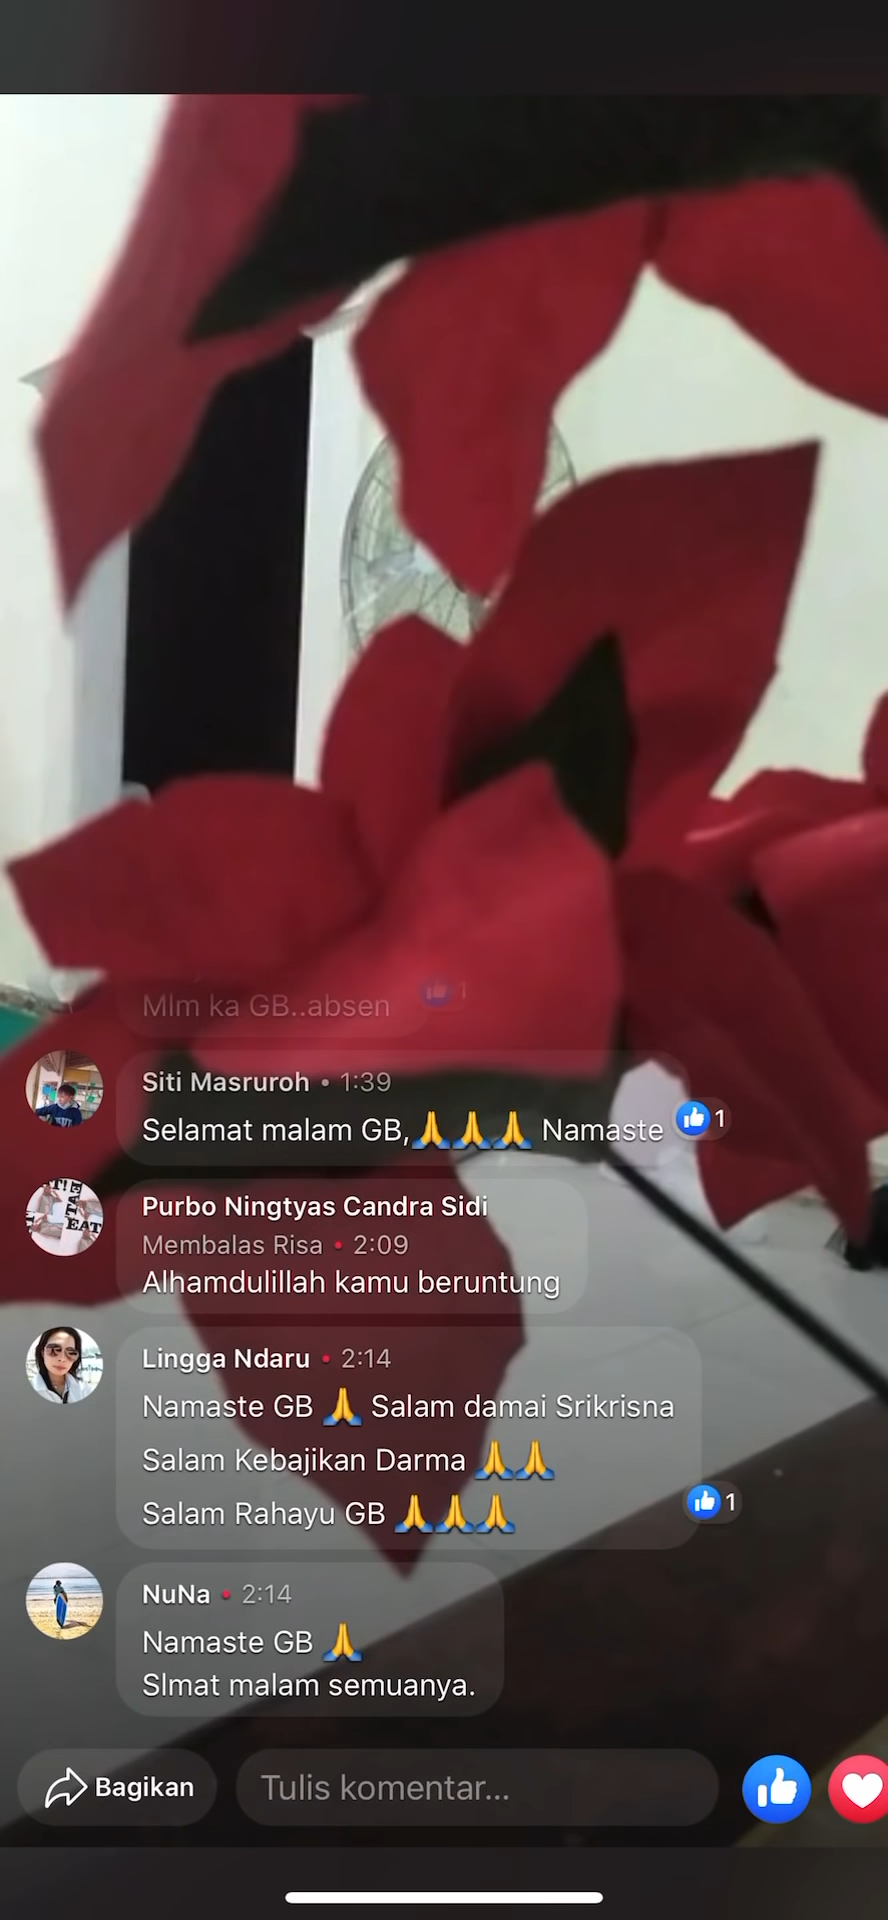 Mlm ka GB..absen
1
Siti Masruroh • 1:39
Selamat malam GB,🙏🙏🙏 Namaste
1
Purbo Ningtyas Candra Sidi
Membalas Risa • 2:09
Alhamdulillah kamu beruntung
Lingga Ndaru • 2:14
Namaste GB 🙏 Salam damai Srikrisna
Salam Kebajikan Darma 🙏🙏
Salam Rahayu GB 🙏🙏🙏
1
NuNa • 2:14
Namaste GB 🙏
Slmat malam semuanya.
Bagikan
Tulis komentar...